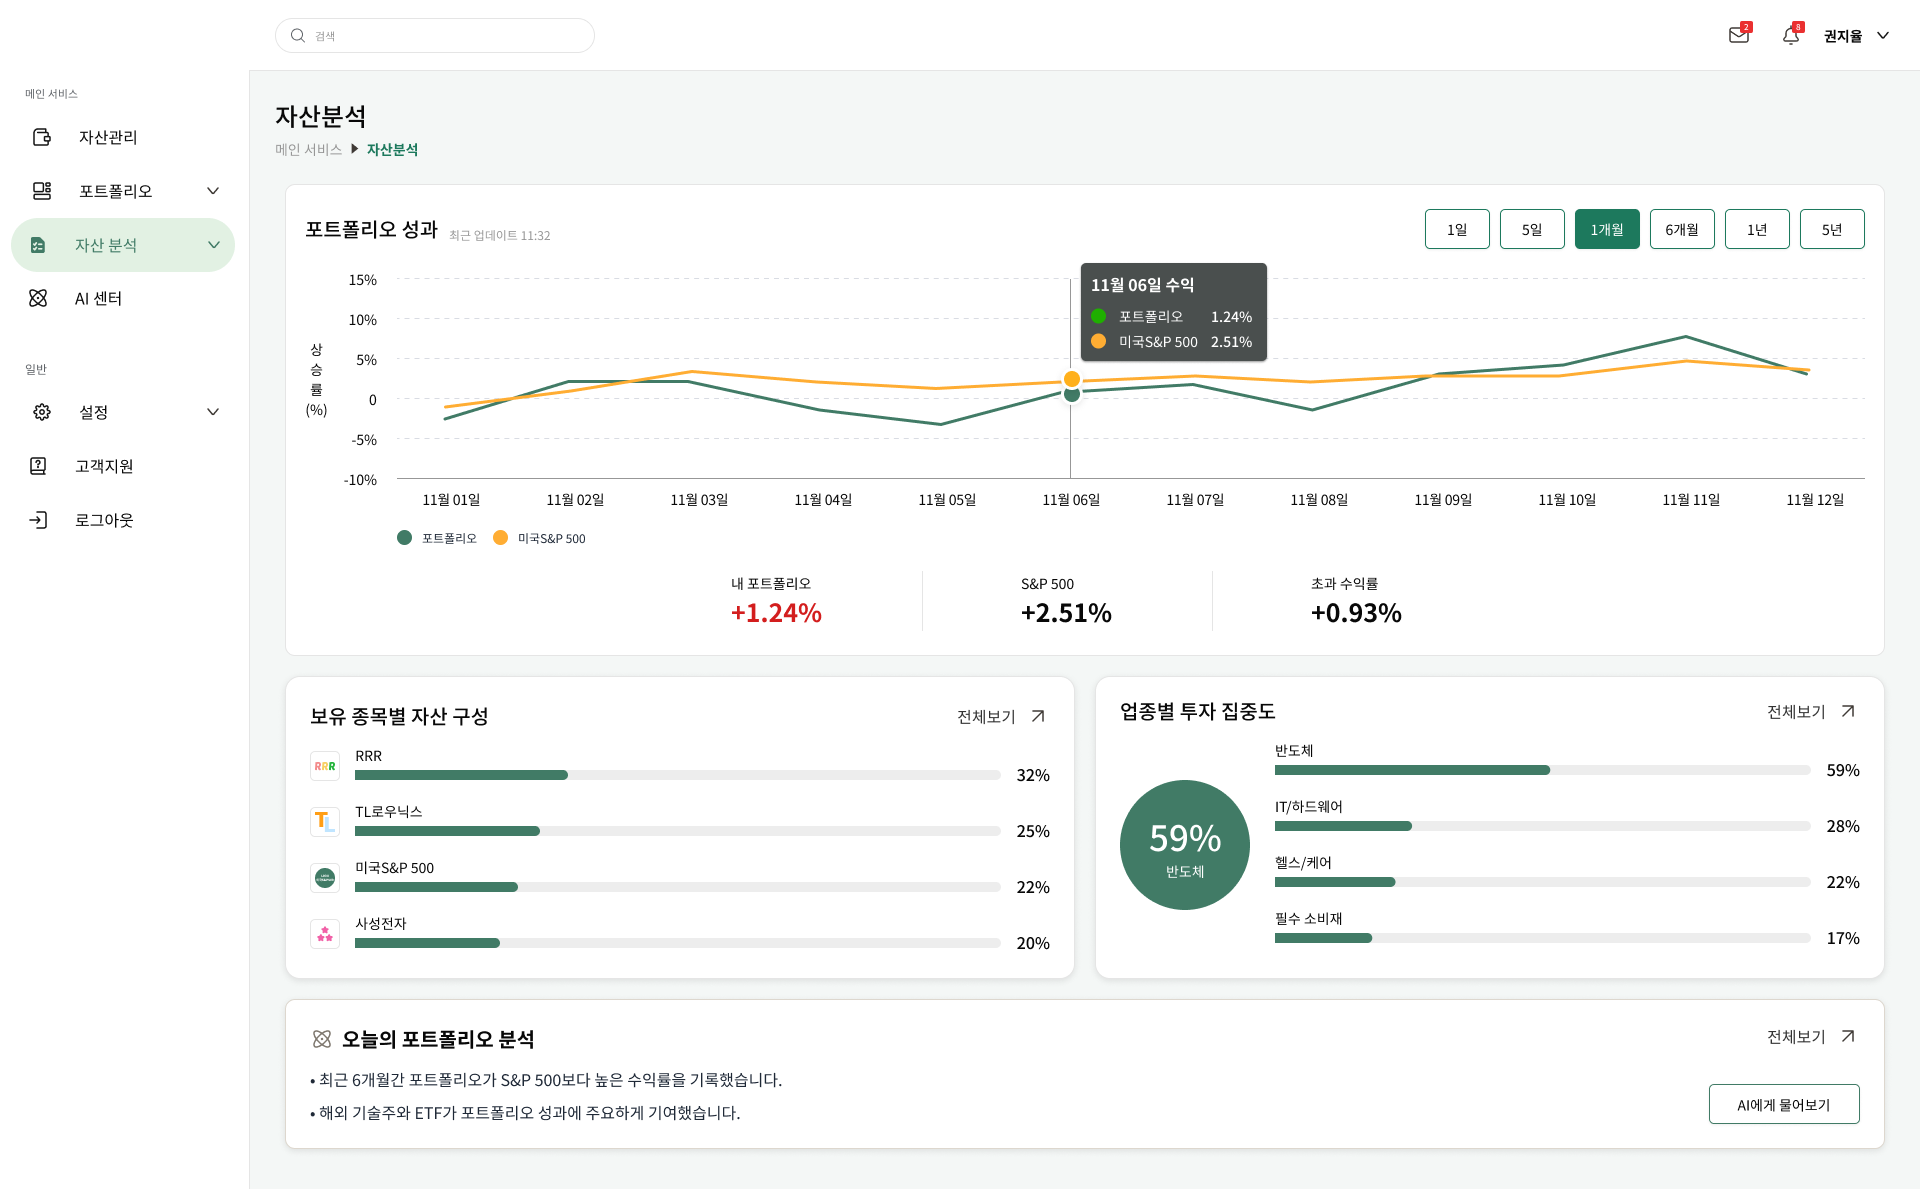 검색
2
8
권지율
메인 서비스
자산관리
포트폴리오
자산 분석
AI 센터
일반
설정
고객지원
로그아웃
자산분석
메인 서비스 자산분석
포트폴리오 성과 최근 업데이트 11:32
1일 5일 1개월 6개월 1년 5년
상승률(%)
15%
10%
5%
0
-5%
-10%
11월 06일 수익
포트폴리오 1.24%
미국S&P 500 2.51%
11월 01일 11월 02일 11월 03일 11월 04일 11월 05일 11월 06일 11월 07일 11월 08일 11월 09일 11월 10일 11월 11일 11월 12일
포트폴리오 미국S&P 500
내 포트폴리오
+1.24%
S&P 500
+2.51%
초과 수익률
+0.93%
보유 종목별 자산 구성 전체보기
RRR
RRR
32%
TL
TL로우닉스
25%
미국S&P 500
22%
사성전자
20%
업종별 투자 집중도 전체보기
59%
반도체
반도체
59%
IT/하드웨어
28%
헬스/케어
22%
필수 소비재
17%
오늘의 포트폴리오 분석 전체보기
• 최근 6개월간 포트폴리오가 S&P 500보다 높은 수익률을 기록했습니다.
• 해외 기술주와 ETF가 포트폴리오 성과에 주요하게 기여했습니다.
AI에게 물어보기